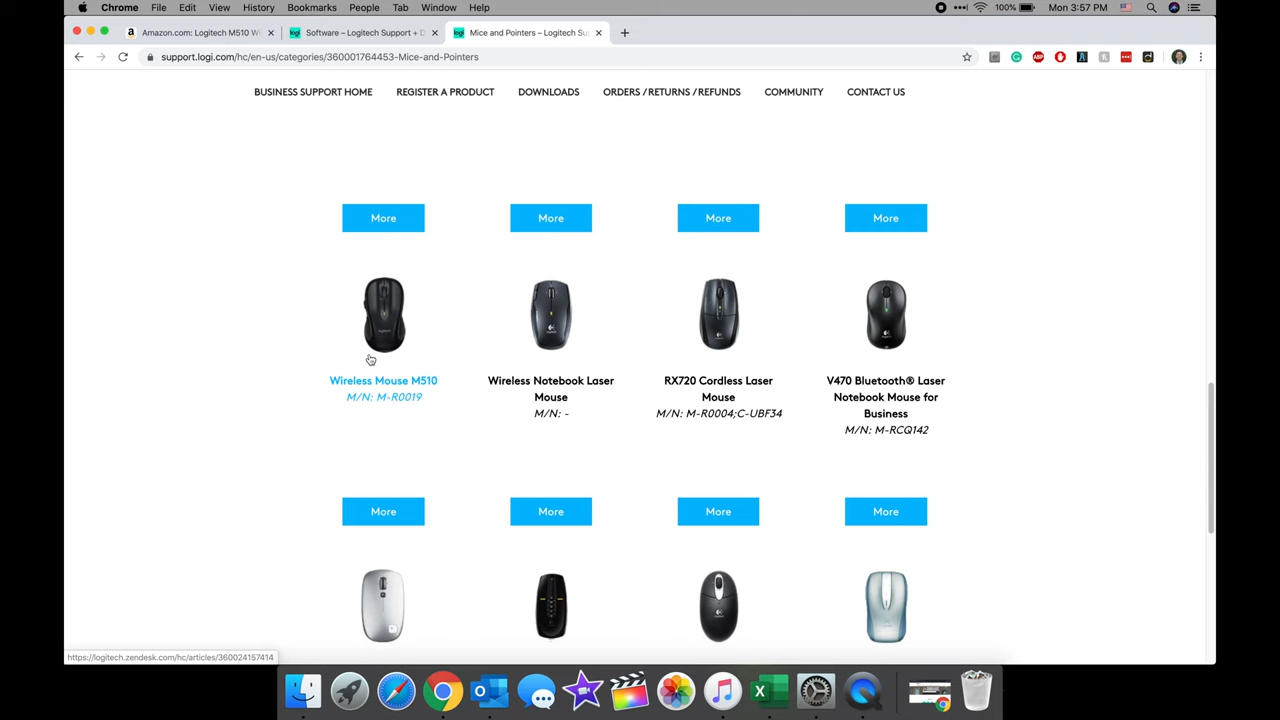 Chrome File Edit View History Bookmarks People Tab Window Help
100% Mon 3:57 PM
Amazon.com: Logitech M510 Wi
Software – Logitech Support + D
Mice and Pointers – Logitech Su
support.logi.com/hc/en-us/categories/360001764453-Mice-and-Pointers
BUSINESS SUPPORT HOME REGISTER A PRODUCT DOWNLOADS ORDERS / RETURNS / REFUNDS COMMUNITY CONTACT US
More More More More
Wireless Mouse M510
M/N: M-R0019
Wireless Notebook Laser
Mouse
M/N: -
RX720 Cordless Laser
Mouse
M/N: M-R0004;C-UBF34
V470 Bluetooth® Laser
Notebook Mouse for
Business
M/N: M-RCQ142
More More More More
https://logitech.zendesk.com/hc/articles/360024157414